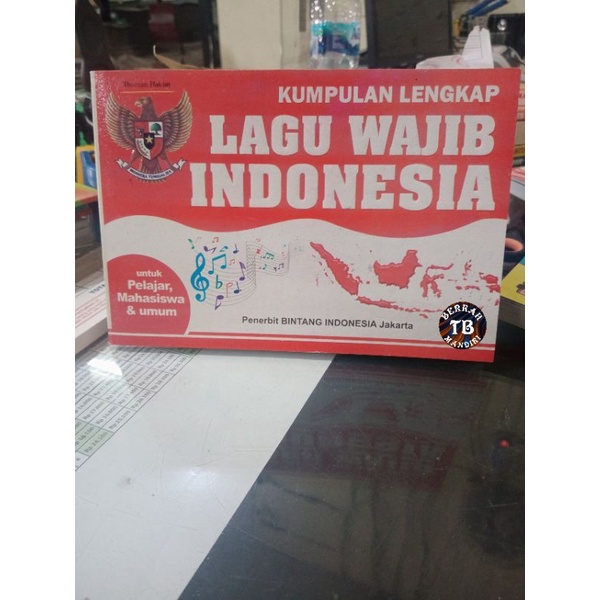 KUMPULAN LENGKAP
LAGU WAJIB
INDONESIA
untuk
Pelajar,
Mahasiswa
& umum
Penerbit BINTANG INDONESIA Jakarta
BERKAH
TB
MANDIRI